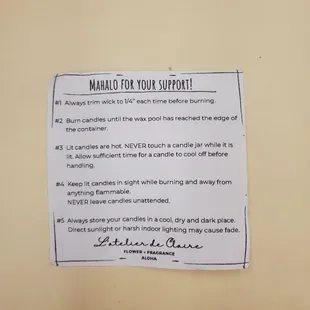 MAHALO FOR YOUR SUPPORT!
#1 Always trim wick to 1/4" each time before burning.
#2 Burn candles until the wax pool has reached the edge of
the container.
#3 Lit candles are hot. NEVER touch a candle jar while it is
lit. Allow sufficient time for a candle to cool off before
handling.
#4 Keep lit candles in sight while burning and away from
anything flammable.
NEVER leave candles unattended.
#5 Always store your candles in a cool, dry and dark place.
Direct sunlight or harsh indoor lighting may cause fade.
L'atelier de Claire
FLOWER + FRAGRANCE
ALOHA